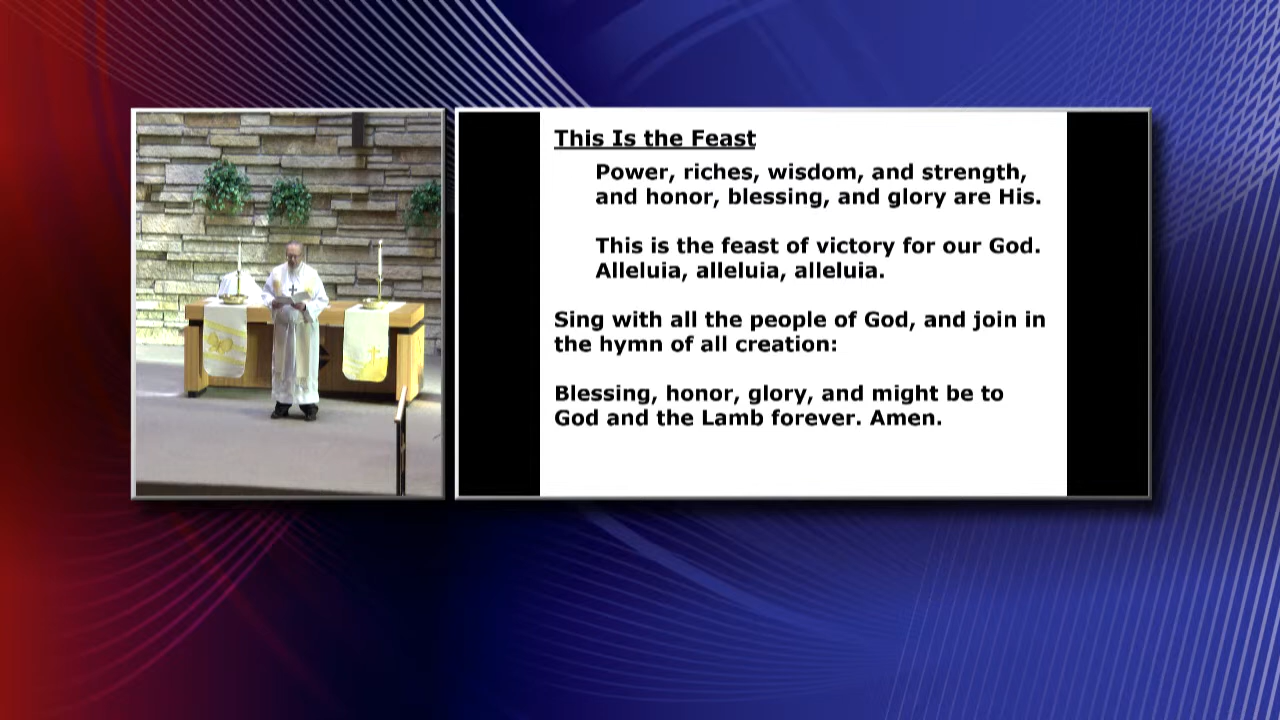 This Is the Feast
Power, riches, wisdom, and strength,
and honor, blessing, and glory are His.
This is the feast of victory for our God.
Alleluia, alleluia, alleluia.
Sing with all the people of God, and join in
the hymn of all creation:
Blessing, honor, glory, and might be to
God and the Lamb forever. Amen.